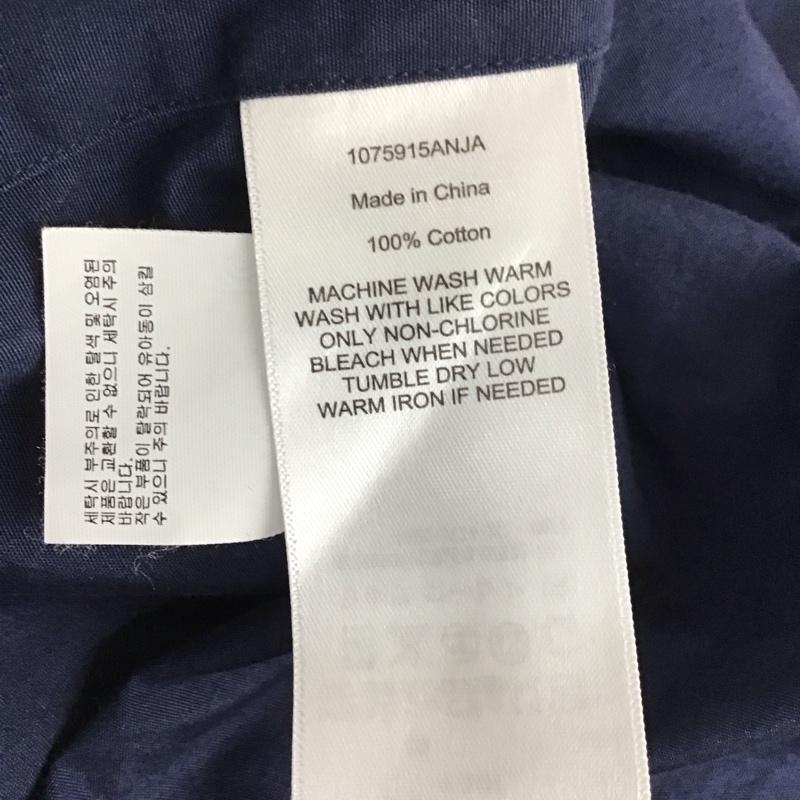 1075915ANJA
Made in China
100% Cotton
MACHINE WASH WARM
WASH WITH LIKE COLORS
ONLY NON-CHLORINE
BLEACH WHEN NEEDED
TUMBLE DRY LOW
WARM IRON IF NEEDED
세탁시 부주의로 인한 탈색 및 오염된
제품은 교환할 수 없으니 세탁시 주의
바랍니다.
작은 부품이 탈락되어 유아동이 삼킬
수 있으니 주의 바랍니다.